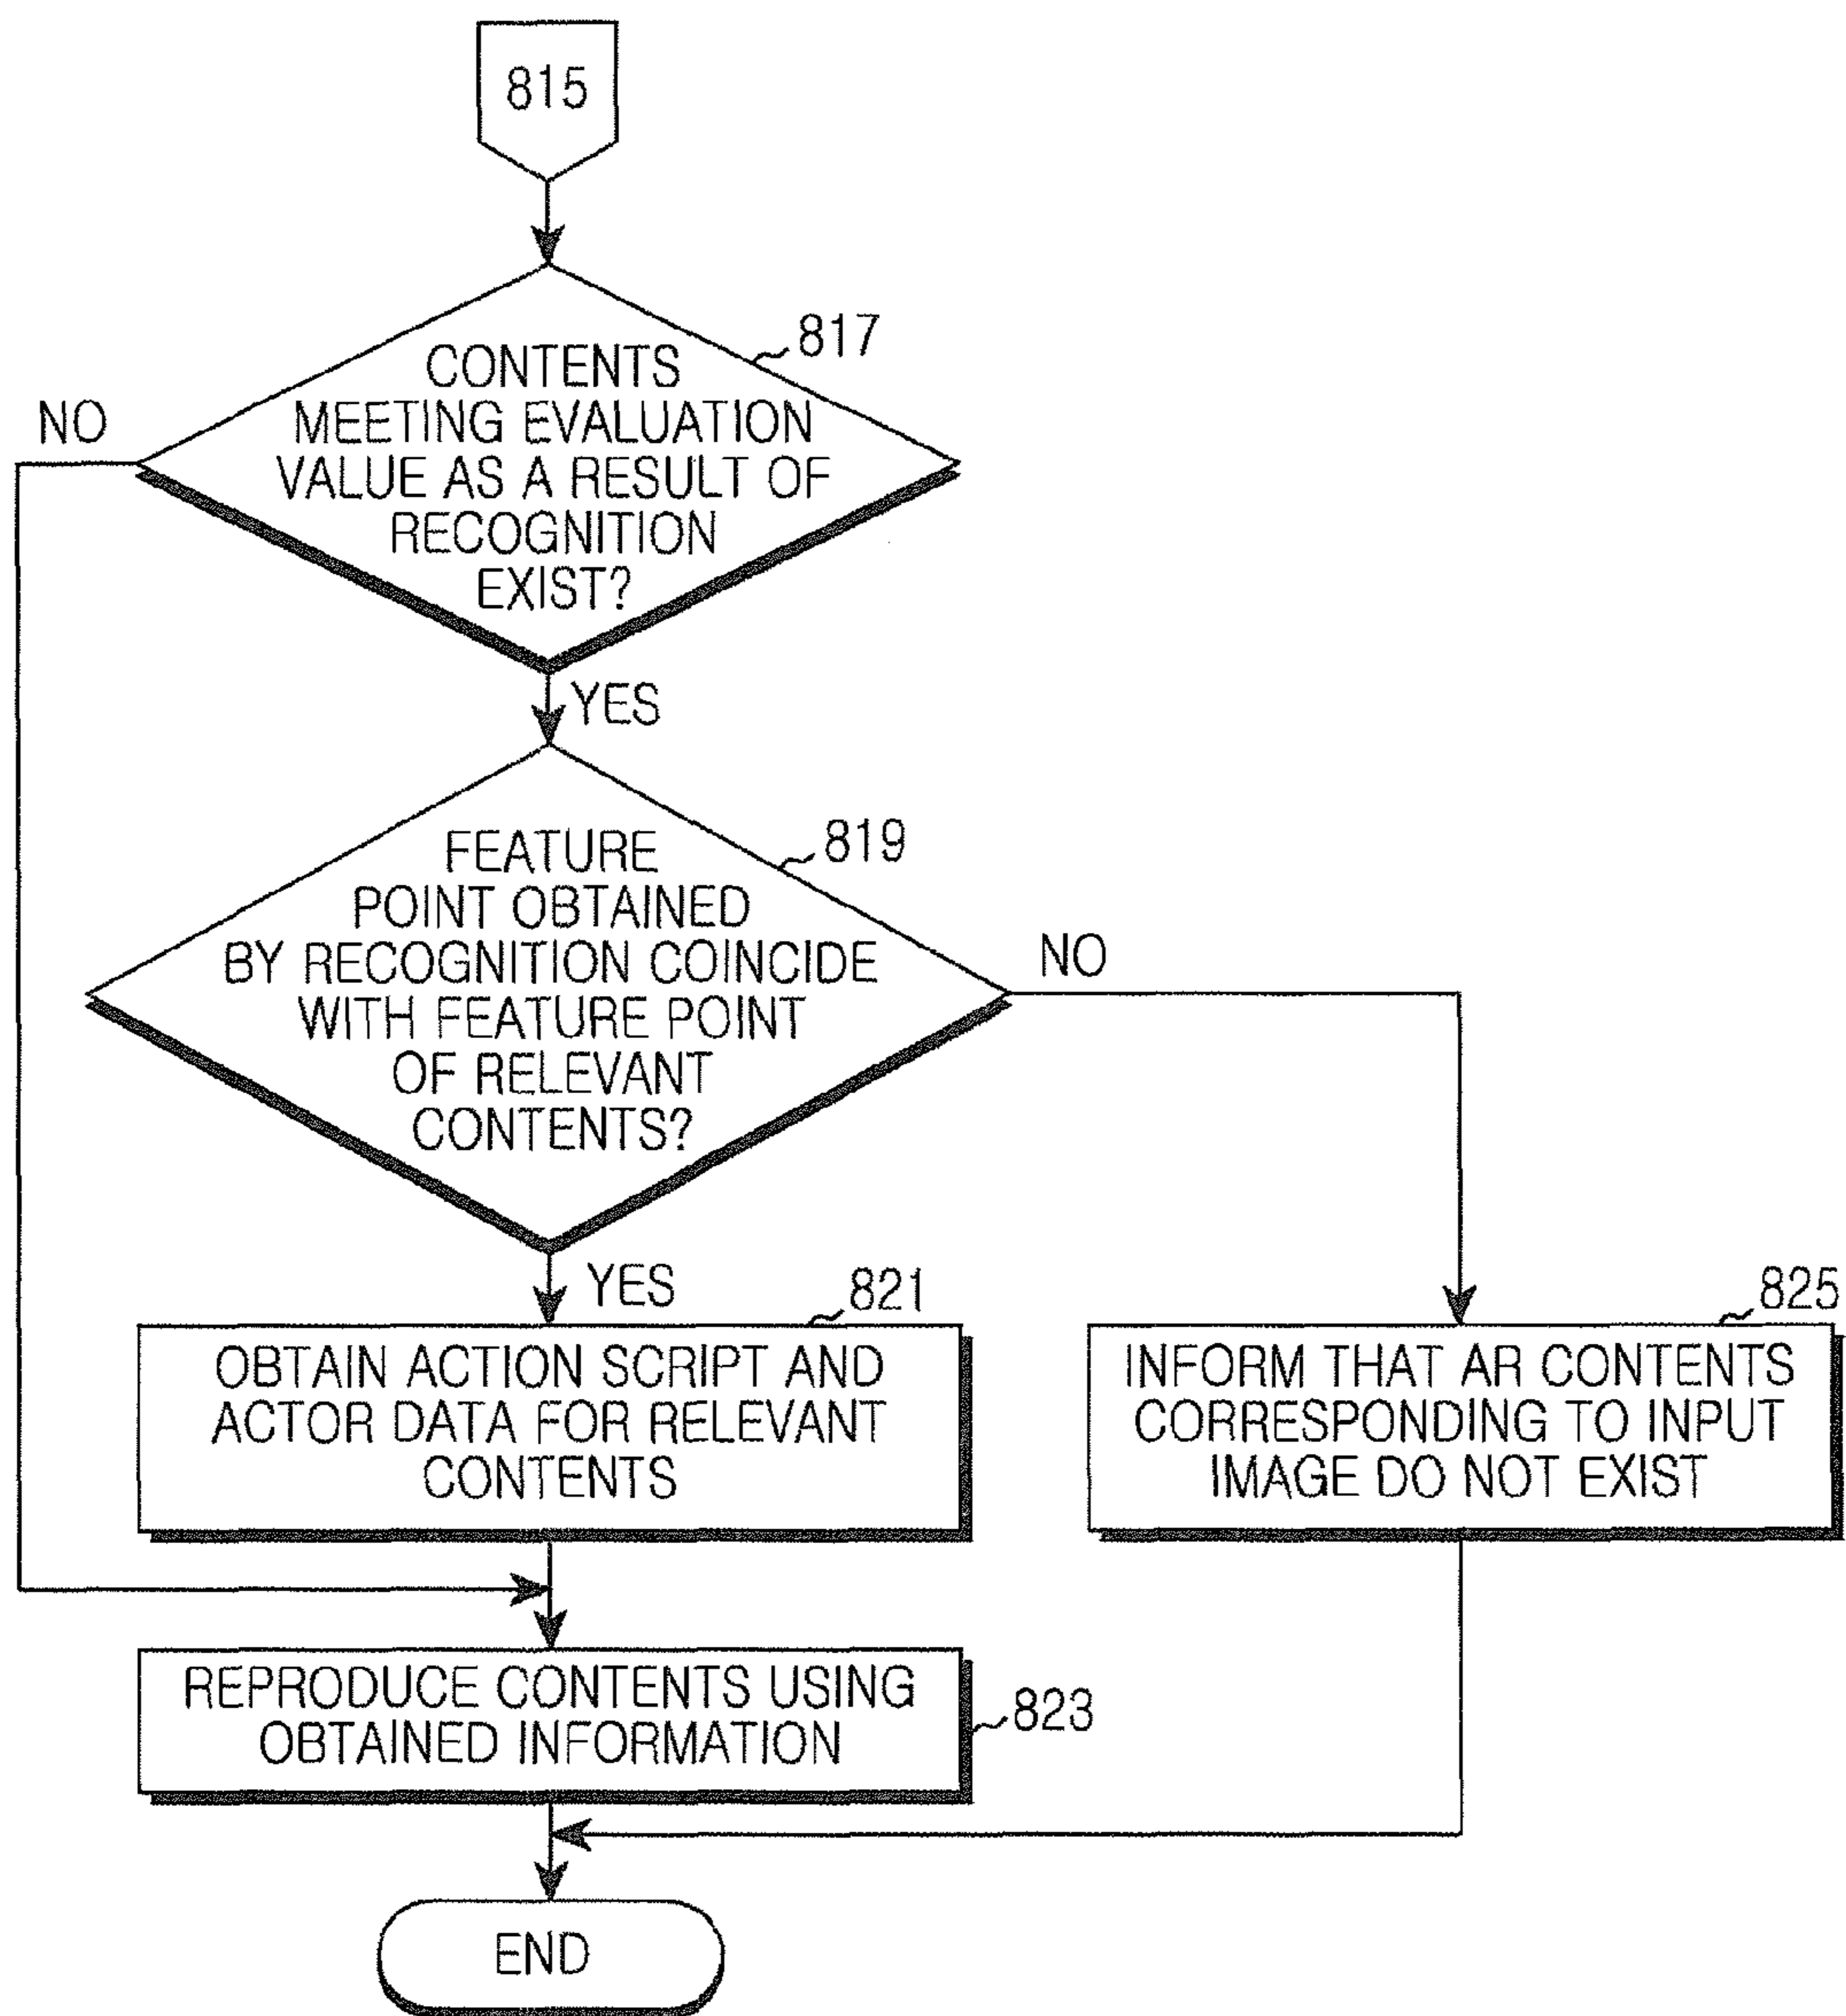 815
817
CONTENTS
MEETING EVALUATION
VALUE AS A RESULT OF
RECOGNITION
EXIST?
NO
YES
819
FEATURE
POINT OBTAINED
BY RECOGNITION COINCIDE
WITH FEATURE POINT
OF RELEVANT
CONTENTS?
NO
YES
821
OBTAIN ACTION SCRIPT AND
ACTOR DATA FOR RELEVANT
CONTENTS
825
INFORM THAT AR CONTENTS
CORRESPONDING TO INPUT
IMAGE DO NOT EXIST
REPRODUCE CONTENTS USING
OBTAINED INFORMATION
823
END